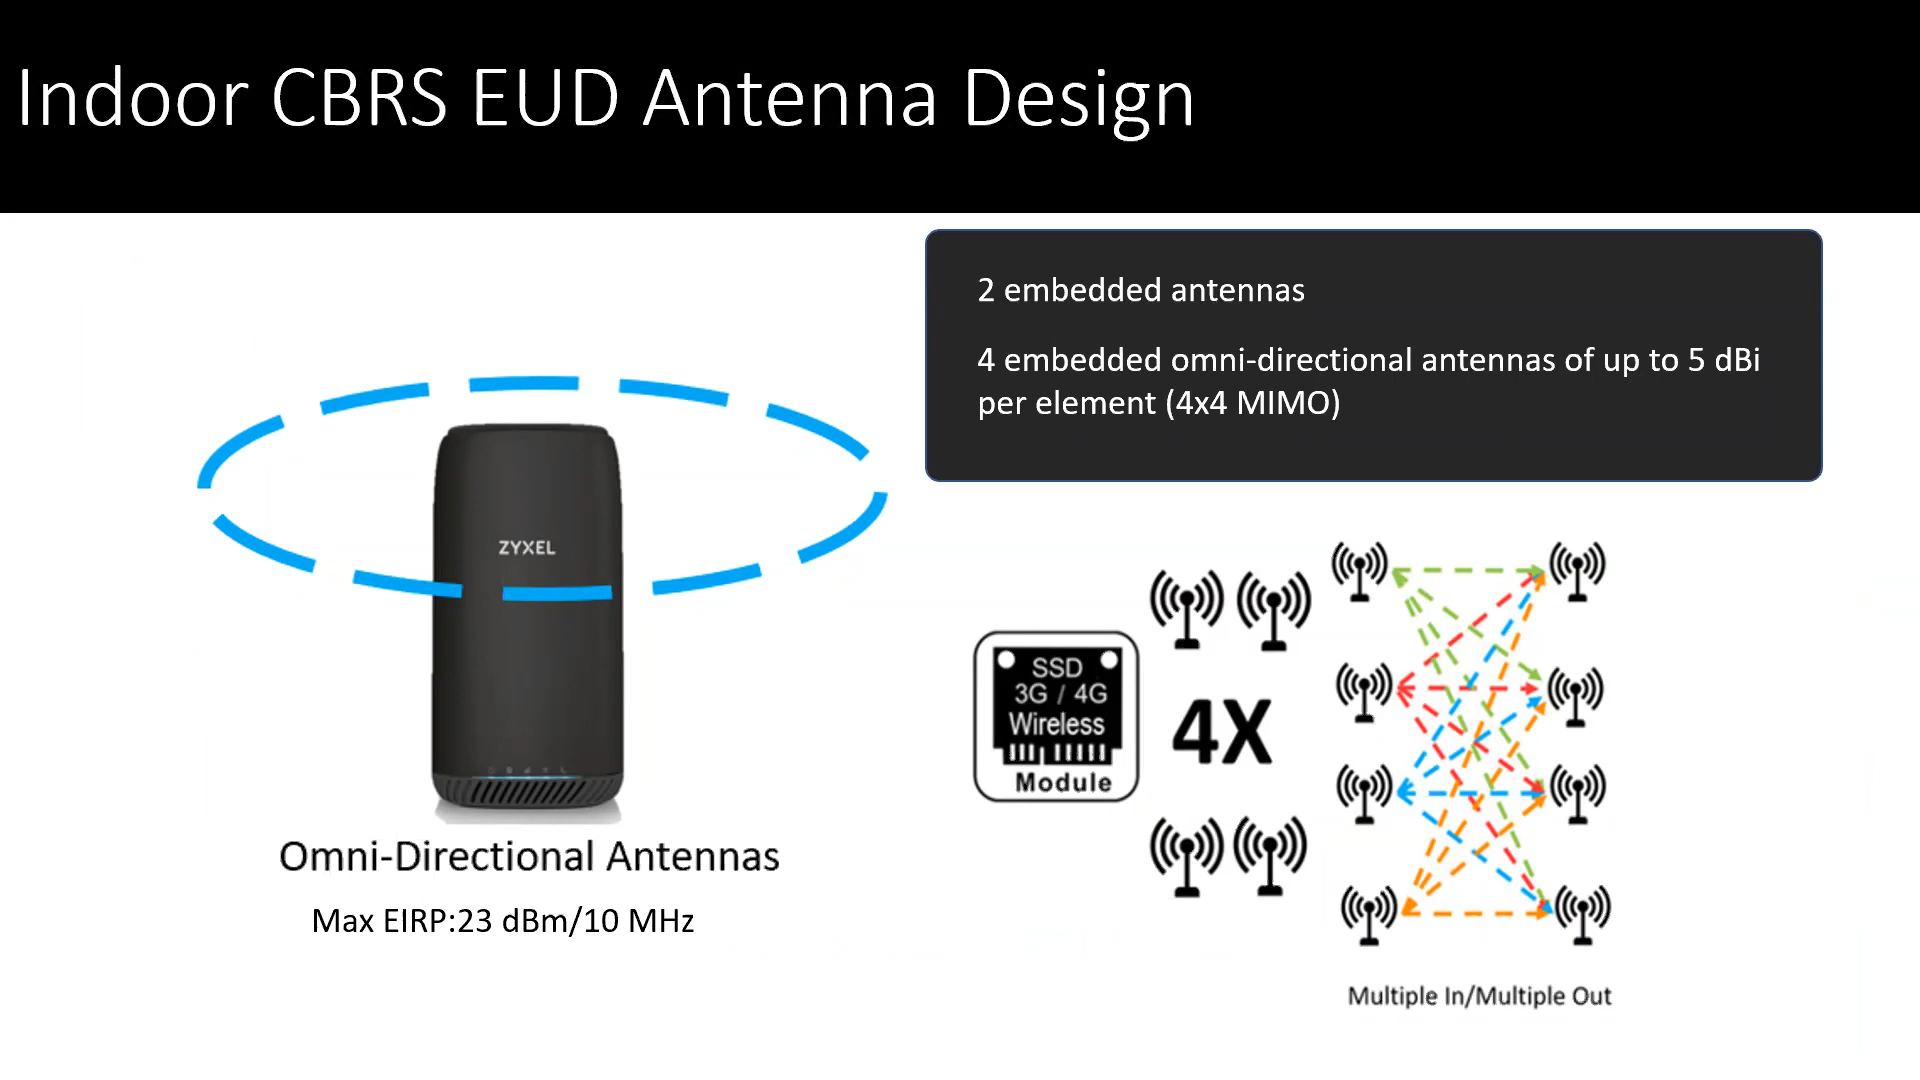 Indoor CBRS EUD Antenna Design
2 embedded antennas
4 embedded omni-directional antennas of up to 5 dBi
per element (4x4 MIMO)
ZYXEL
Omni-Directional Antennas
Max EIRP:23 dBm/10 MHz
SSD
3G / 4G
Wireless
Module
4X
Multiple In/Multiple Out